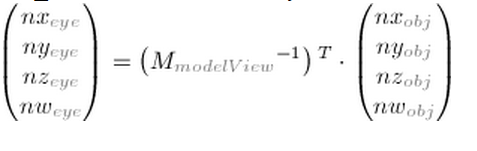 nx_eye nx_obj
ny_eye ny_obj
= (M_modelView^-1)^T ·
nz_eye nz_obj
nw_eye nw_obj